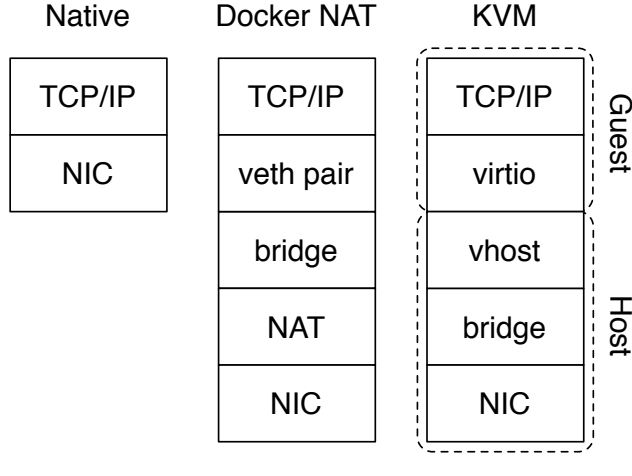 Native
TCP/IP
NIC
Docker NAT
TCP/IP
veth pair
bridge
NAT
NIC
KVM
TCP/IP
virtio
vhost
bridge
NIC
Guest
Host